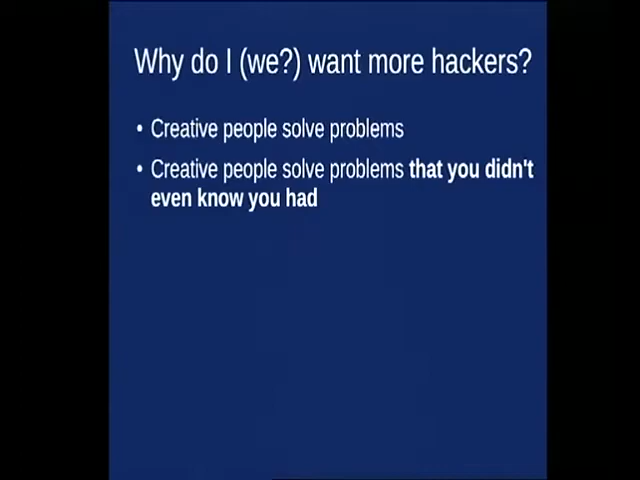 Why do I (we?) want more hackers?
• Creative people solve problems
• Creative people solve problems that you didn't
even know you had